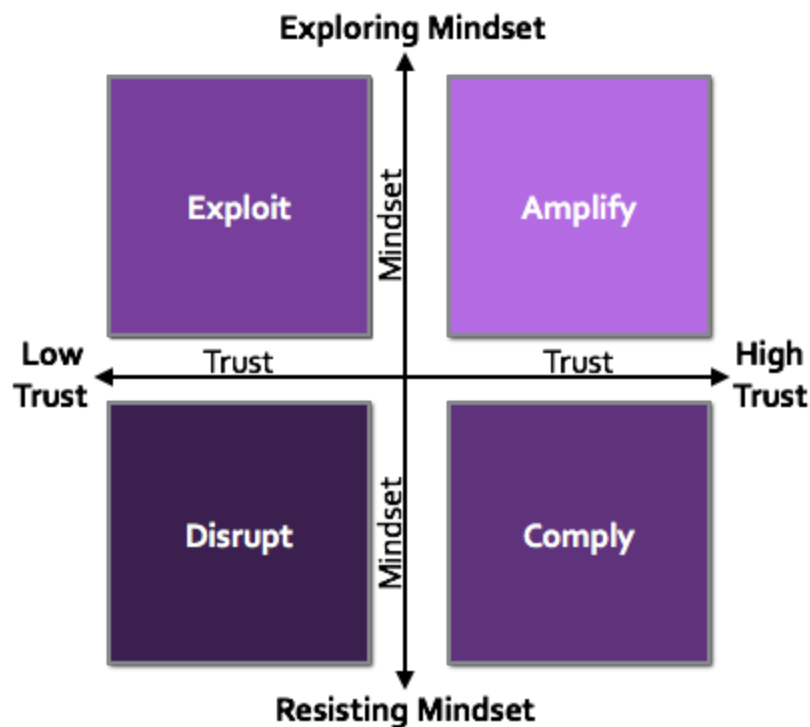 Exploring Mindset
Exploit
Mindset
Amplify
Low
Trust
Trust
Trust
High
Trust
Disrupt
Mindset
Comply
Resisting Mindset